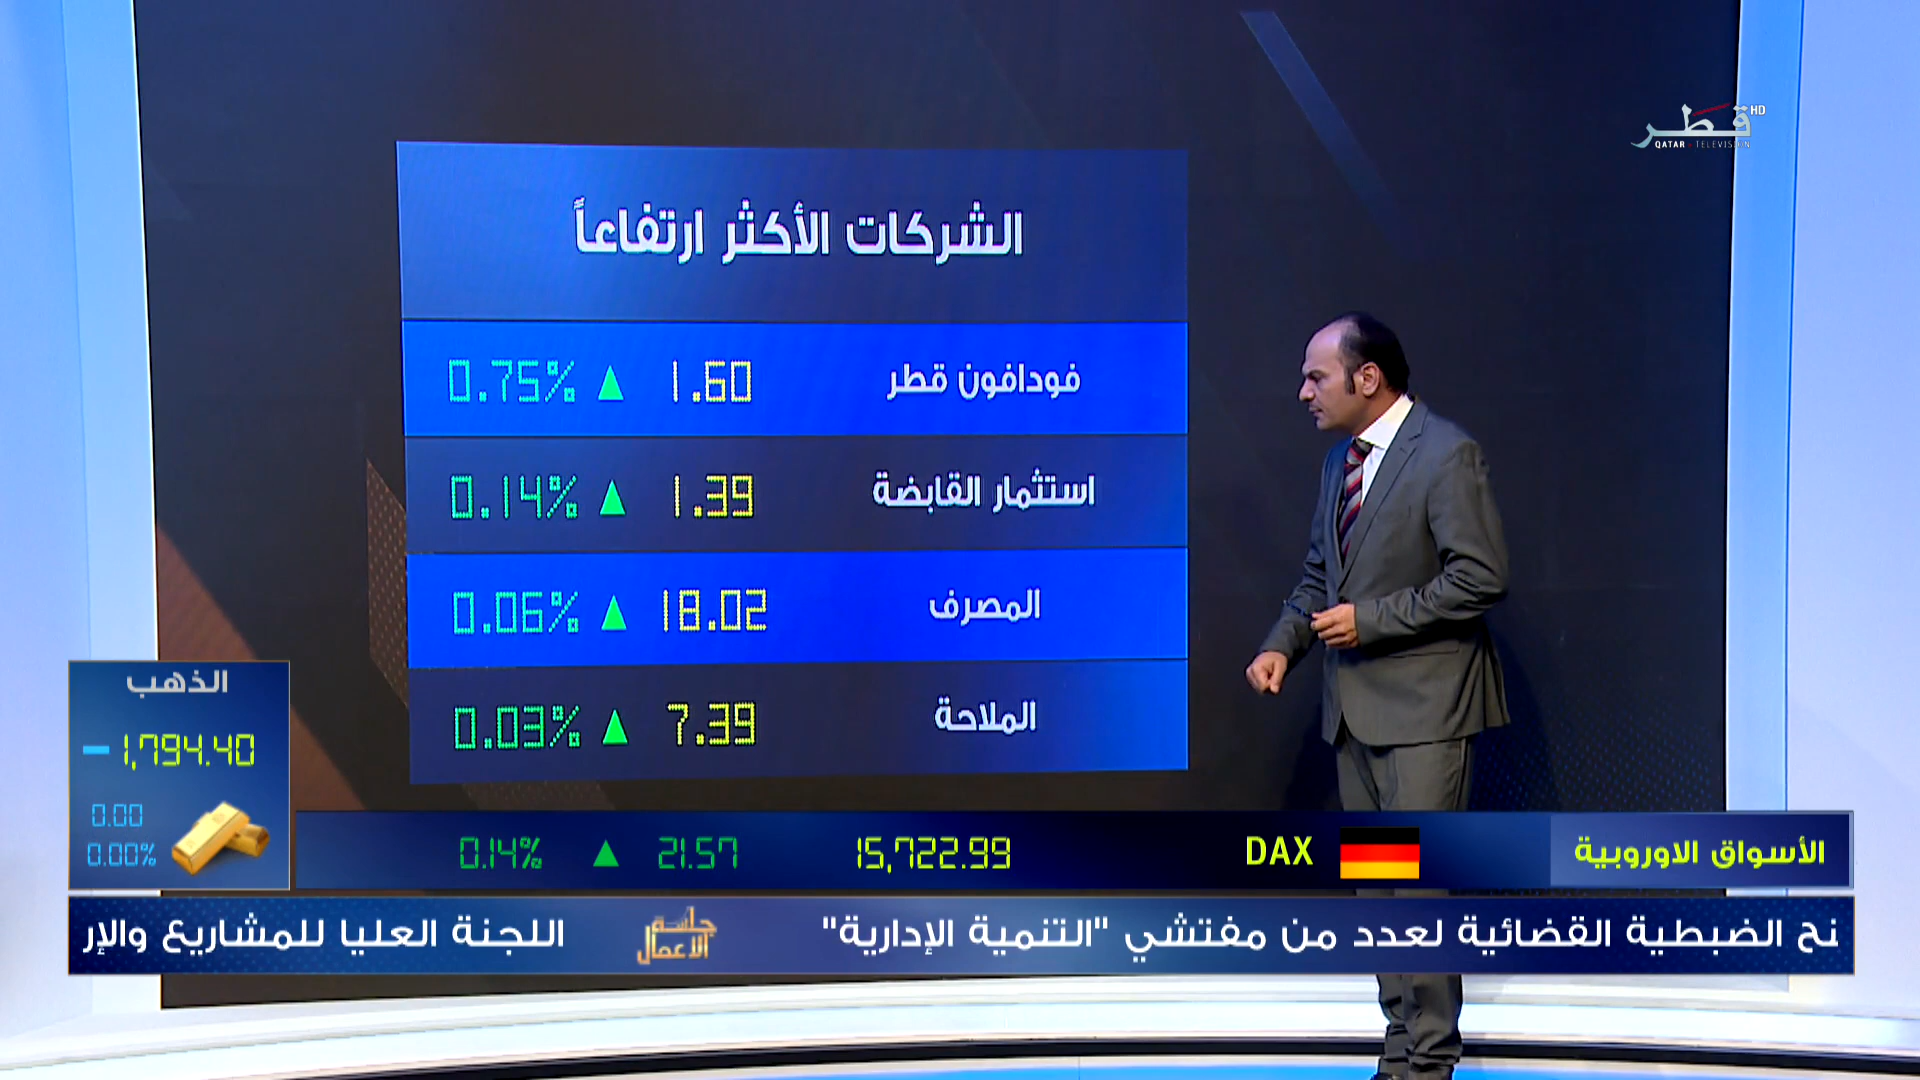 قطر HD
QATAR TELEVISION
الشركات الأكثر ارتفاعاً
فودافون قطر 1.60 ▲ 0.75%
استثمار القابضة 1.39 ▲ 0.14%
المصرف 18.02 ▲ 0.06%
الملاحة 7.39 ▲ 0.03%
الذهب
1,794.40
0.00
0.00%
الأسواق الاوروبية DAX 15,722.99 21.57 ▲ 0.14%
نح الضبطية القضائية لعدد من مفتشي "التنمية الإدارية" جلسة الأعمال اللجنة العليا للمشاريع والإر